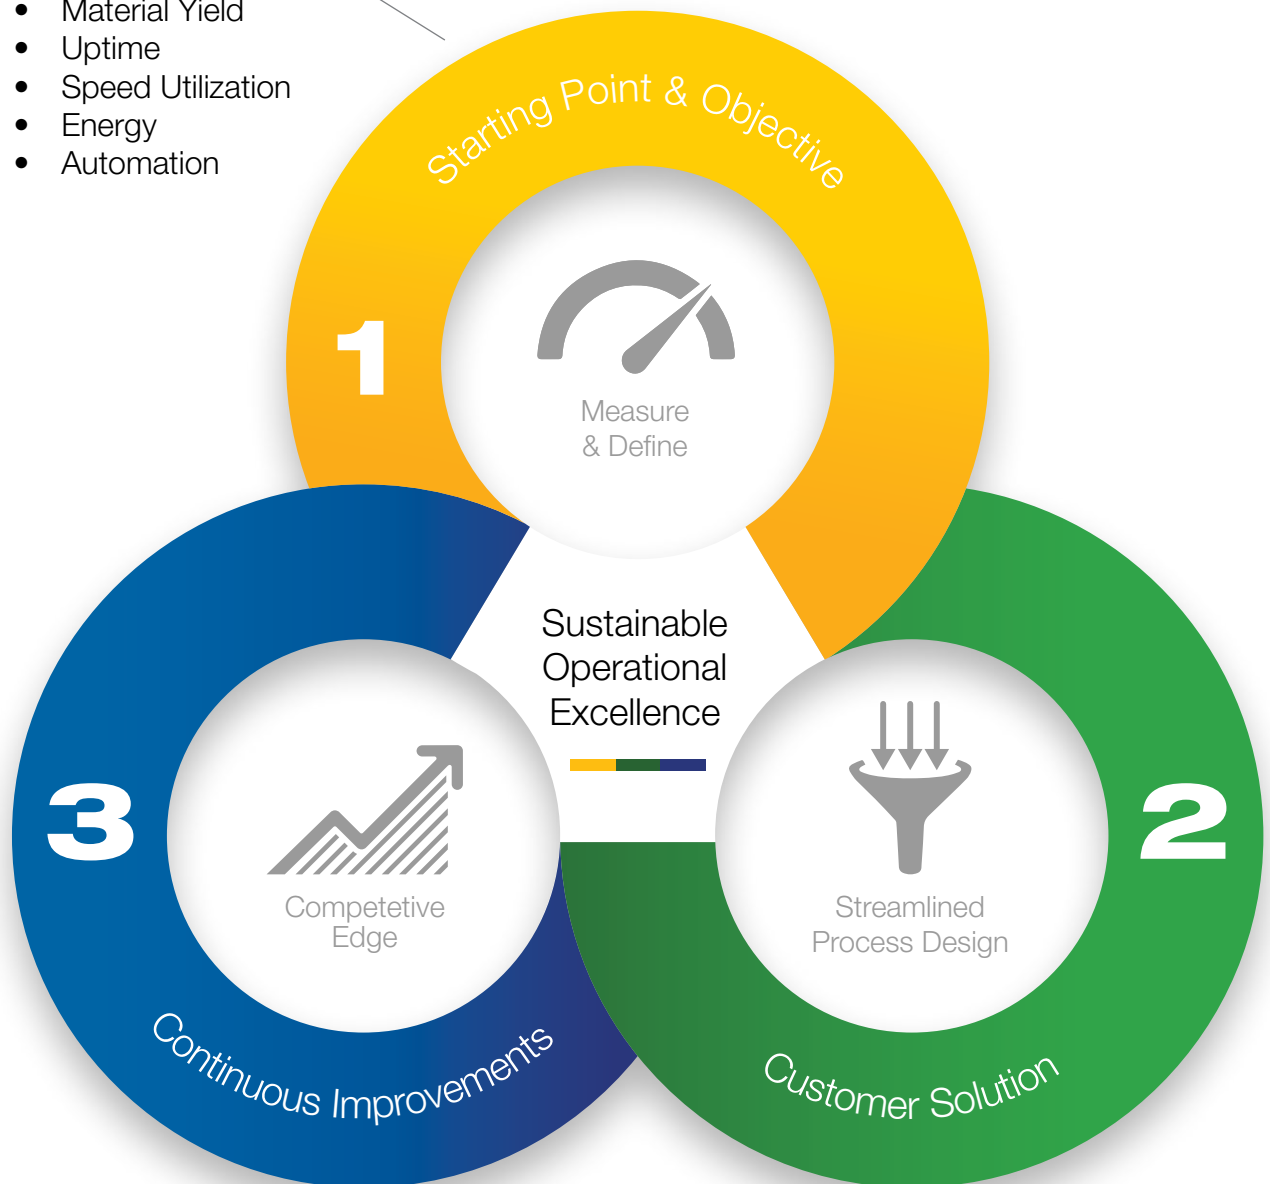 • Material Yield
• Uptime
• Speed Utilization
• Energy
• Automation
Starting Point & Objective
1
Measure
& Define
Sustainable
Operational
Excellence
3
Competetive
Edge
Continuous Improvements
2
Streamlined
Process Design
Customer Solution